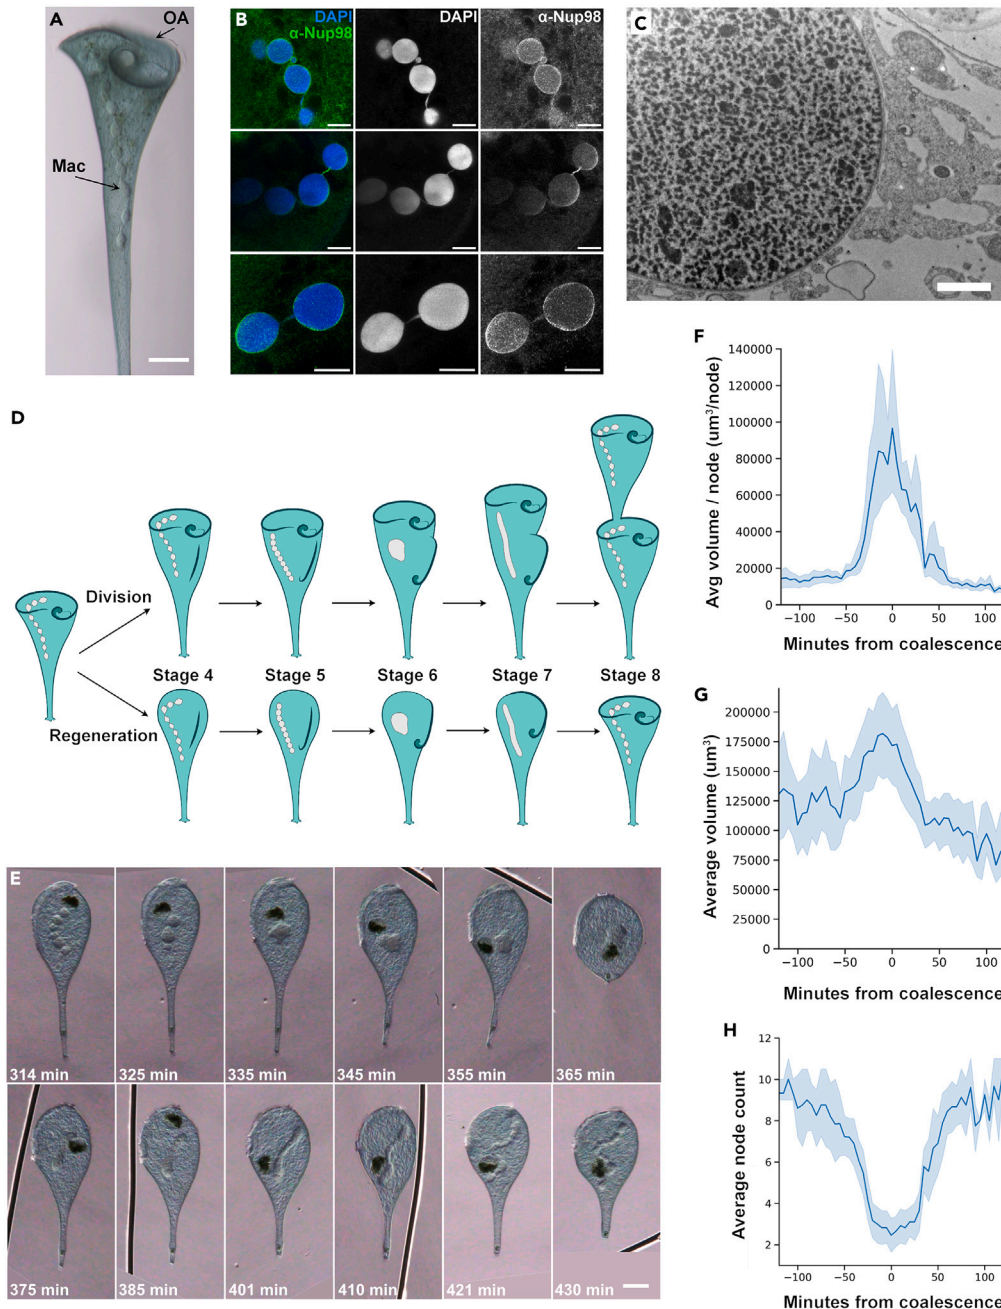 A
OA
Mac
B
DAPI
α-Nup98
DAPI
α-Nup98
C
D
Division
Regeneration
Stage 4
Stage 5
Stage 6
Stage 7
Stage 8
E
314 min
325 min
335 min
345 min
355 min
365 min
375 min
385 min
401 min
410 min
421 min
430 min
F
Avg volume / node (um³/node)
140000
120000
100000
80000
60000
40000
20000
0
−100
−50
0
50
100
Minutes from coalescence
G
Average volume (um³)
200000
175000
150000
125000
100000
75000
50000
25000
0
−100
−50
0
50
100
Minutes from coalescence
H
Average node count
12
10
8
6
4
2
−100
−50
0
50
100
Minutes from coalescence